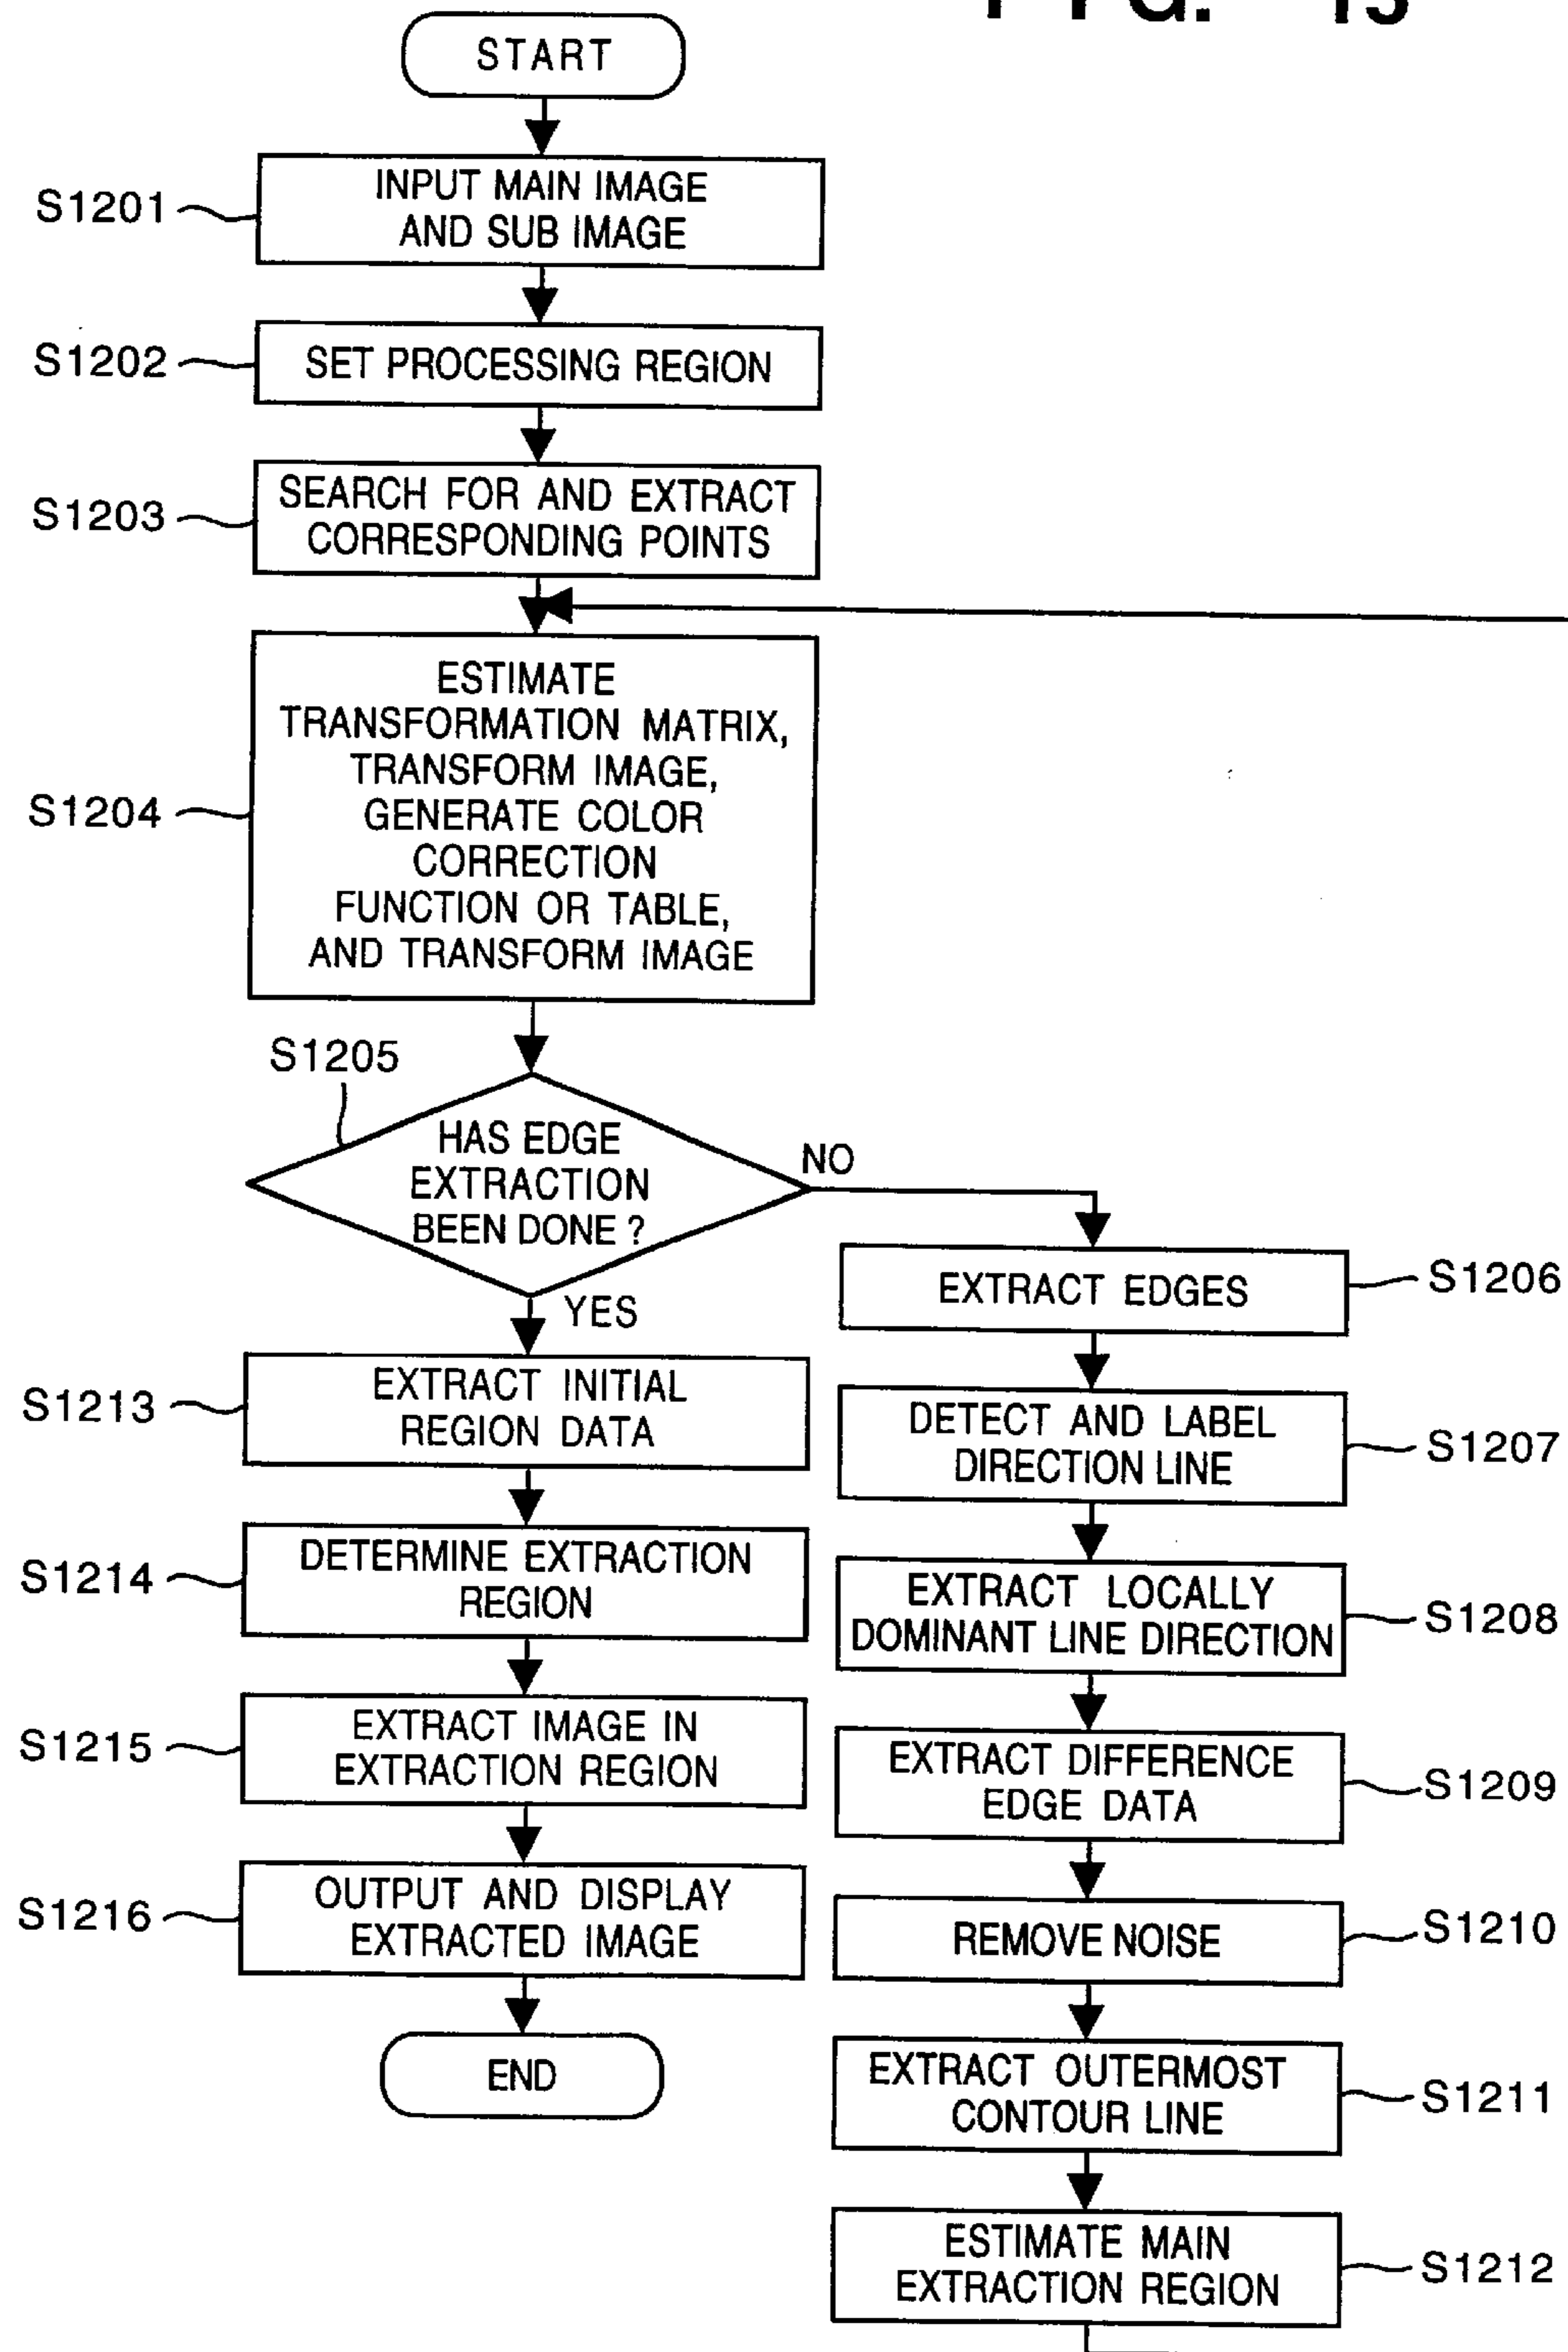 FIG. 13
START
S1201
INPUT MAIN IMAGE
AND SUB IMAGE
S1202
SET PROCESSING REGION
S1203
SEARCH FOR AND EXTRACT
CORRESPONDING POINTS
S1204
ESTIMATE
TRANSFORMATION MATRIX,
TRANSFORM IMAGE,
GENERATE COLOR
CORRECTION
FUNCTION OR TABLE,
AND TRANSFORM IMAGE
S1205
HAS EDGE
EXTRACTION
BEEN DONE ?
NO
YES
S1213
EXTRACT INITIAL
REGION DATA
S1214
DETERMINE EXTRACTION
REGION
S1215
EXTRACT IMAGE IN
EXTRACTION REGION
S1216
OUTPUT AND DISPLAY
EXTRACTED IMAGE
END
EXTRACT EDGES
S1206
DETECT AND LABEL
DIRECTION LINE
S1207
EXTRACT LOCALLY
DOMINANT LINE DIRECTION
S1208
EXTRACT DIFFERENCE
EDGE DATA
S1209
REMOVE NOISE
S1210
EXTRACT OUTERMOST
CONTOUR LINE
S1211
ESTIMATE MAIN
EXTRACTION REGION
S1212